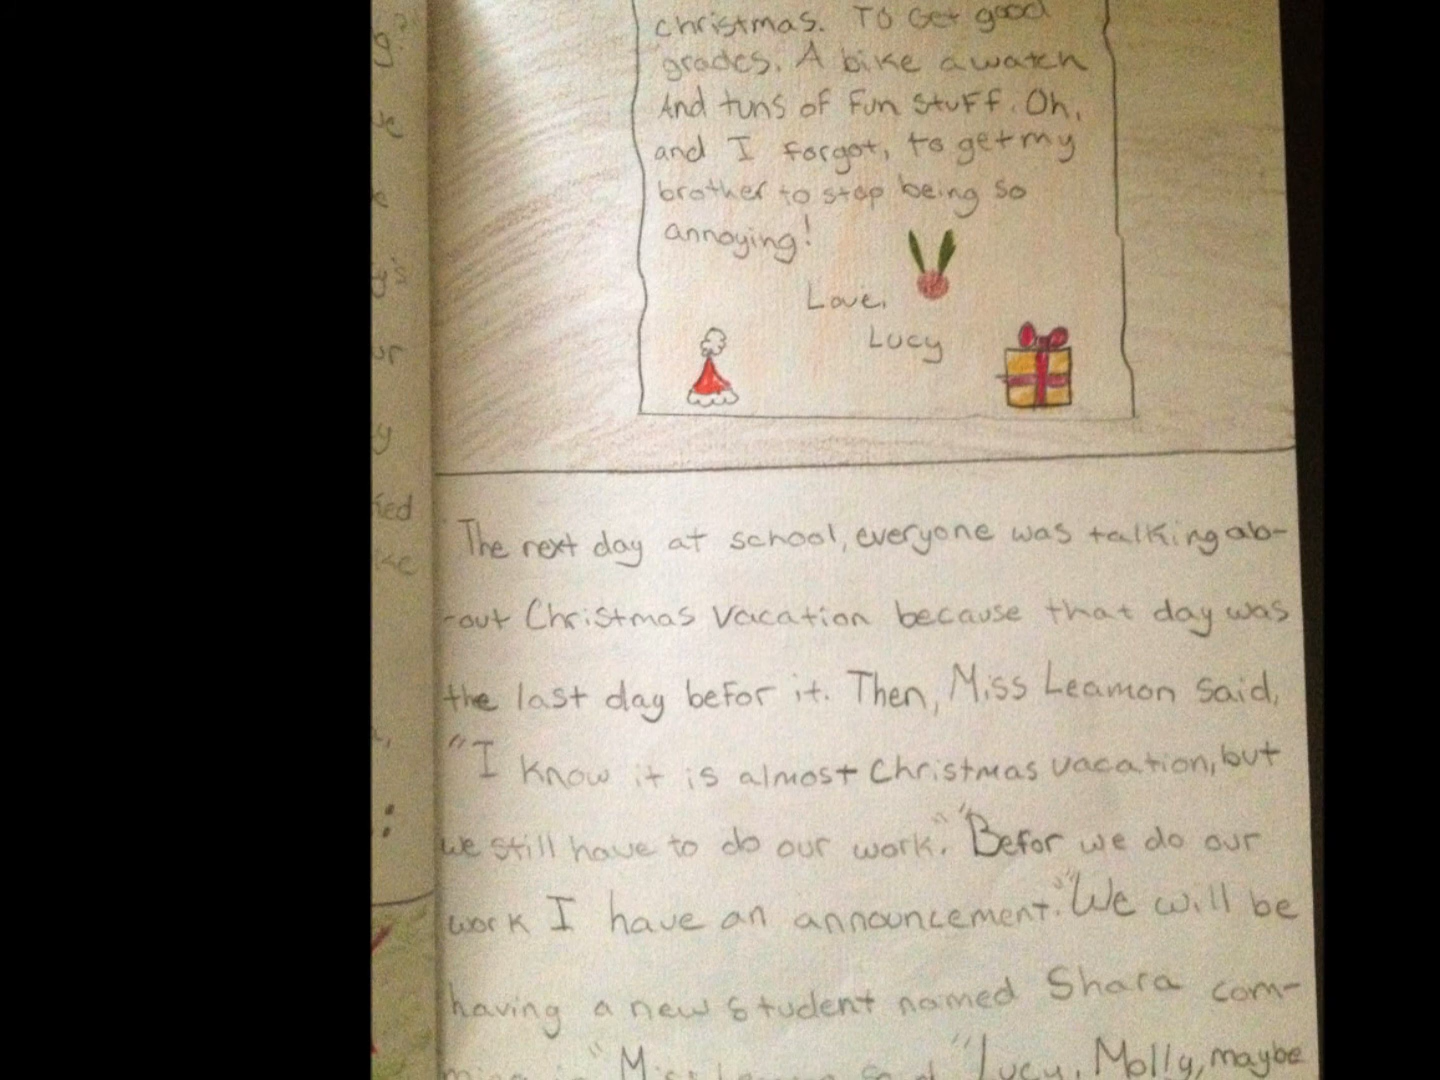 christmas. To Get good
grades. A bike a watch
And tuns of fun stuff. Oh,
and I forgot, to get my
brother to stop being so
annoying!
Love,
Lucy
The next day at school, everyone was talking ab-
-out Christmas vacation because that day was
the last day befor it. Then, Miss Leamon said,
"I know it is almost Christmas vacation, but
we still have to do our work." "Befor we do our
work I have an announcement." "We will be
having a new student named Shara com-
" Miss Leamon said. "Lucy, Molly, maybe
g?
y's
ur
y